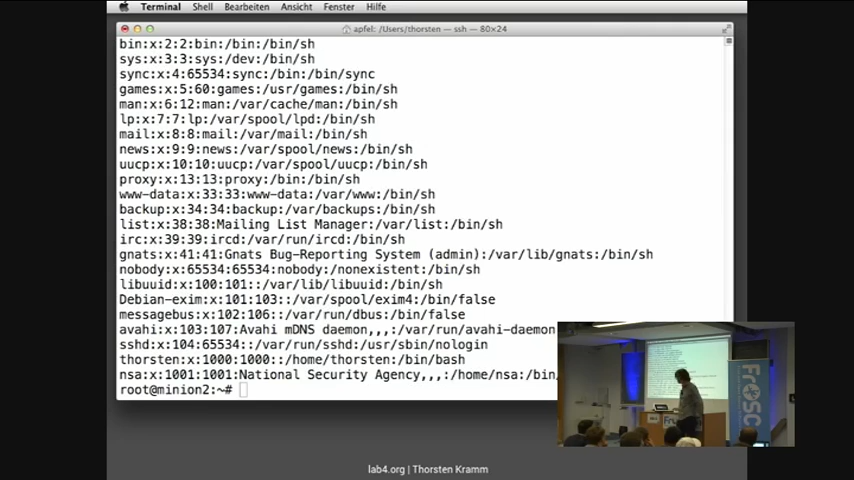 Terminal Shell Bearbeiten Ansicht Fenster Hilfe
apfel: /Users/thorsten — ssh — 80×24
bin:x:2:2:bin:/bin:/bin/sh
sys:x:3:3:sys:/dev:/bin/sh
sync:x:4:65534:sync:/bin:/bin/sync
games:x:5:60:games:/usr/games:/bin/sh
man:x:6:12:man:/var/cache/man:/bin/sh
lp:x:7:7:lp:/var/spool/lpd:/bin/sh
mail:x:8:8:mail:/var/mail:/bin/sh
news:x:9:9:news:/var/spool/news:/bin/sh
uucp:x:10:10:uucp:/var/spool/uucp:/bin/sh
proxy:x:13:13:proxy:/bin:/bin/sh
www-data:x:33:33:www-data:/var/www:/bin/sh
backup:x:34:34:backup:/var/backups:/bin/sh
list:x:38:38:Mailing List Manager:/var/list:/bin/sh
irc:x:39:39:ircd:/var/run/ircd:/bin/sh
gnats:x:41:41:Gnats Bug-Reporting System (admin):/var/lib/gnats:/bin/sh
nobody:x:65534:65534:nobody:/nonexistent:/bin/sh
libuuid:x:100:101::/var/lib/libuuid:/bin/sh
Debian-exim:x:101:103::/var/spool/exim4:/bin/false
messagebus:x:102:106::/var/run/dbus:/bin/false
avahi:x:103:107:Avahi mDNS daemon,,,:/var/run/avahi-daemon
sshd:x:104:65534::/var/run/sshd:/usr/sbin/nologin
thorsten:x:1000:1000::/home/thorsten:/bin/bash
nsa:x:1001:1001:National Security Agency,,,:/home/nsa:/bin/
root@minion2:~#
FrOSC
lab4.org | Thorsten Kramm